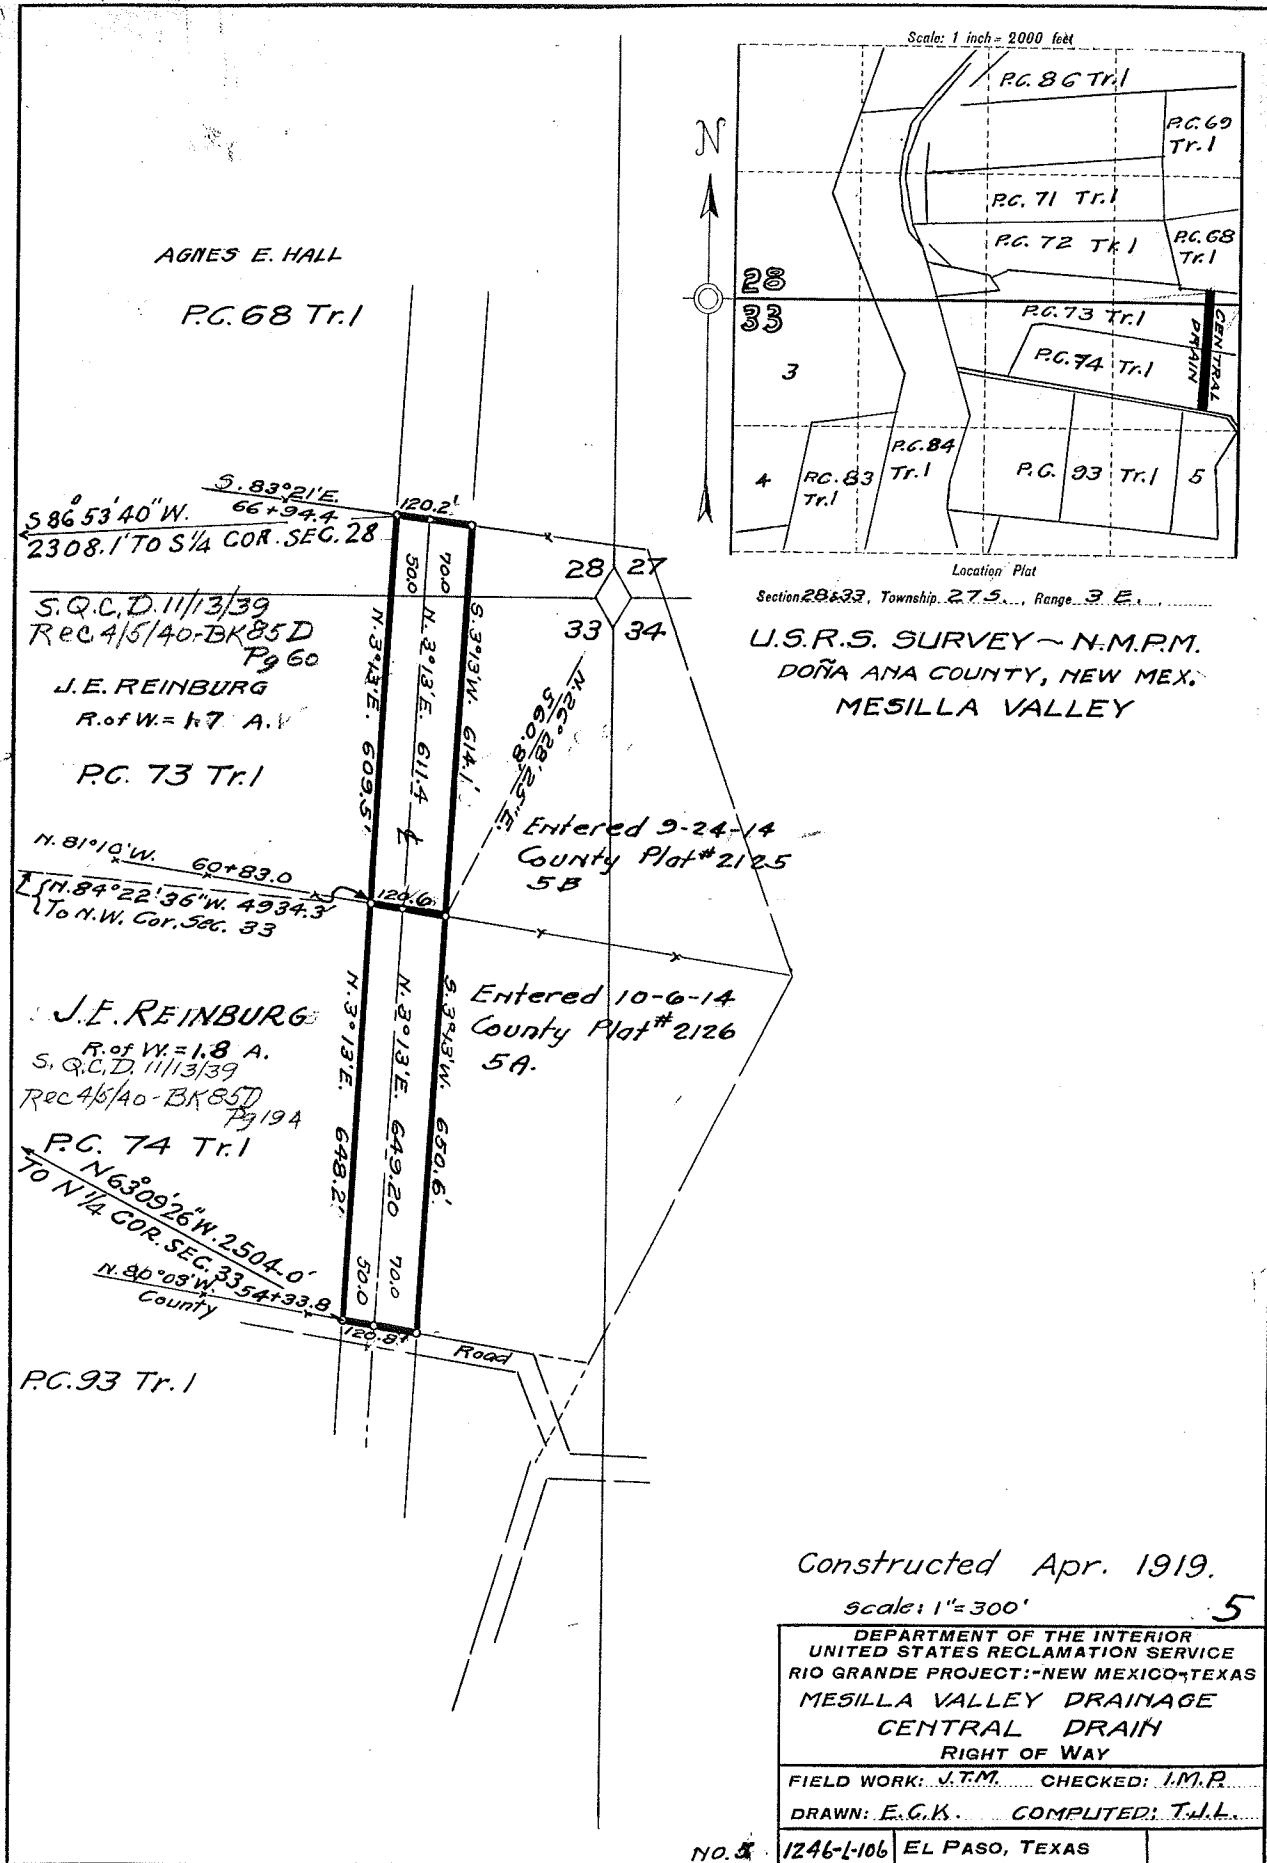 Scale: 1 inch = 2000 feet
P.C. 86 Tr.1
P.C. 69
Tr.1
P.C. 71 Tr.1
P.C. 72 Tr.1
P.C. 68
Tr.1
N
28
33
P.C. 73 Tr.1
P.C. 74 Tr.1
CENTRAL
DRAIN
3
4
P.C. 83
Tr.1
P.C. 84
Tr.1
P.C. 93 Tr.1
5
Location Plat
Section 28&33, Township 27 S., Range 3 E.
U.S.R.S. SURVEY ~ N.M.P.M.
DOÑA ANA COUNTY, NEW MEX.
MESILLA VALLEY
AGNES E. HALL
P.C. 68 Tr.1
S. 83°21'E.
66+94.4
120.2'
S 86°53'40" W.
2308.1' TO S 1/4 COR. SEC. 28
28 27
33 34
S.Q.C.D. 11/13/39
Rec 4/5/40-BK 85D
Pg 60
J.E. REINBURG
R. of W. = 1.7 A.
P.C. 73 Tr.1
50.0
70.0
N. 3°13'E. 609.5'
N. 3°13'E. 611.4
S. 3°13'W. 614.1'
N. 26°28'25"E.
560.8'
Entered 9-24-14
County Plat #2125
5B
N. 81°10'W.
60+83.0
120.6'
N. 84°22'36"W. 4934.3'
To N.W. Cor. Sec. 33
J.E. REINBURG
R. of W. = 1.8 A.
S.Q.C.D. 11/13/39
Rec 4/5/40-BK 85D
Pg 194
P.C. 74 Tr.1
Entered 10-6-14
County Plat #2126
5A.
N. 3°13'E. 648.2'
N. 3°13'E. 649.20
S. 3°13'W. 650.6'
50.0
70.0
N 63°09'26"W. 2504.0'
TO N 1/4 COR. SEC. 33
N. 80°03'W.
54+33.8
County
120.8'
Road
P.C. 93 Tr.1
Constructed Apr. 1919.
Scale: 1"=300'
5
DEPARTMENT OF THE INTERIOR
UNITED STATES RECLAMATION SERVICE
RIO GRANDE PROJECT:-NEW MEXICO-TEXAS
MESILLA VALLEY DRAINAGE
CENTRAL DRAIN
RIGHT OF WAY
FIELD WORK: J.T.M. CHECKED: I.M.P.
DRAWN: E.C.K. COMPUTED: T.J.L.
NO. 5 1246-L-106 EL PASO, TEXAS